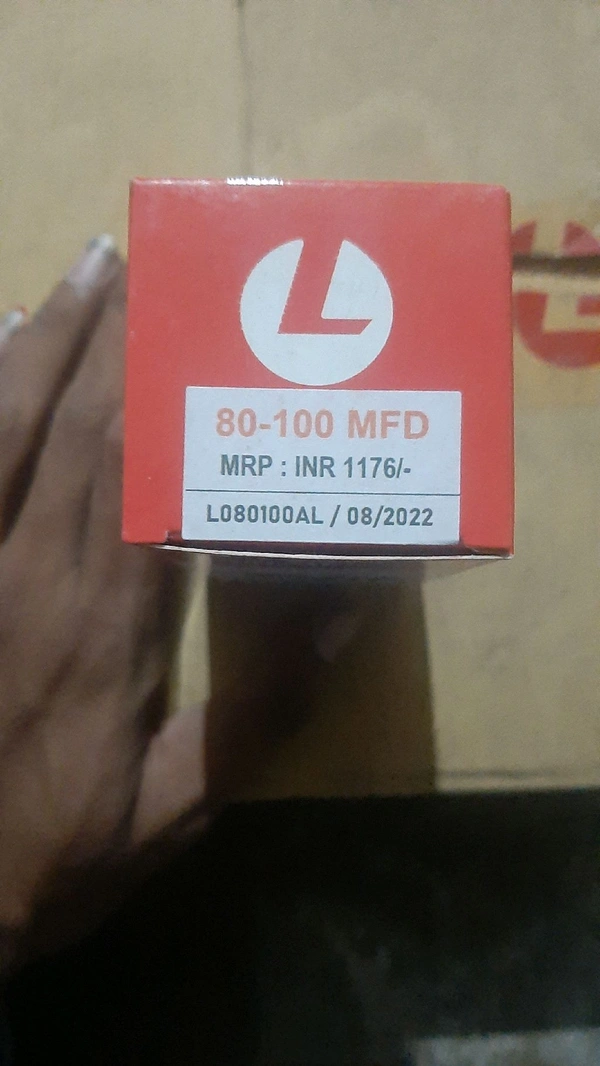 L
80-100 MFD
MRP : INR 1176/-
L080100AL / 08/2022